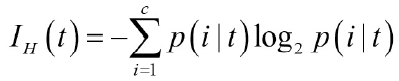 I_H(t) = -\sum_{i=1}^{c} p(i|t) log_2 p(i|t)